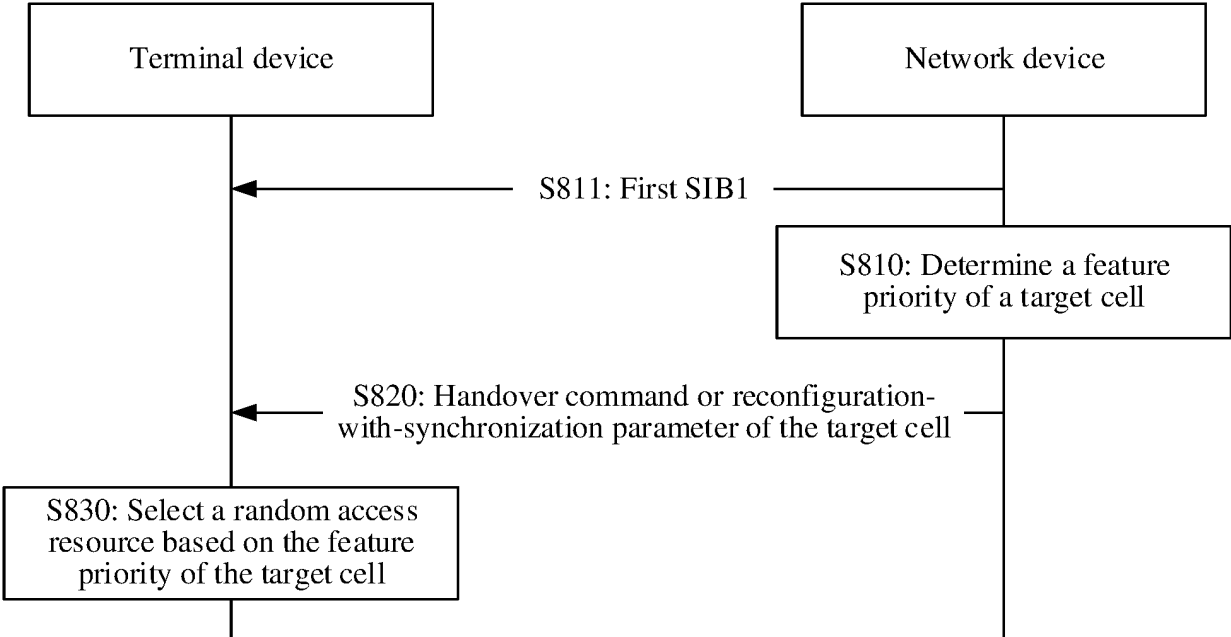 Terminal device
Network device
S811: First SIB1
S810: Determine a feature
priority of a target cell
S820: Handover command or reconfiguration-
with-synchronization parameter of the target cell
S830: Select a random access
resource based on the feature
priority of the target cell